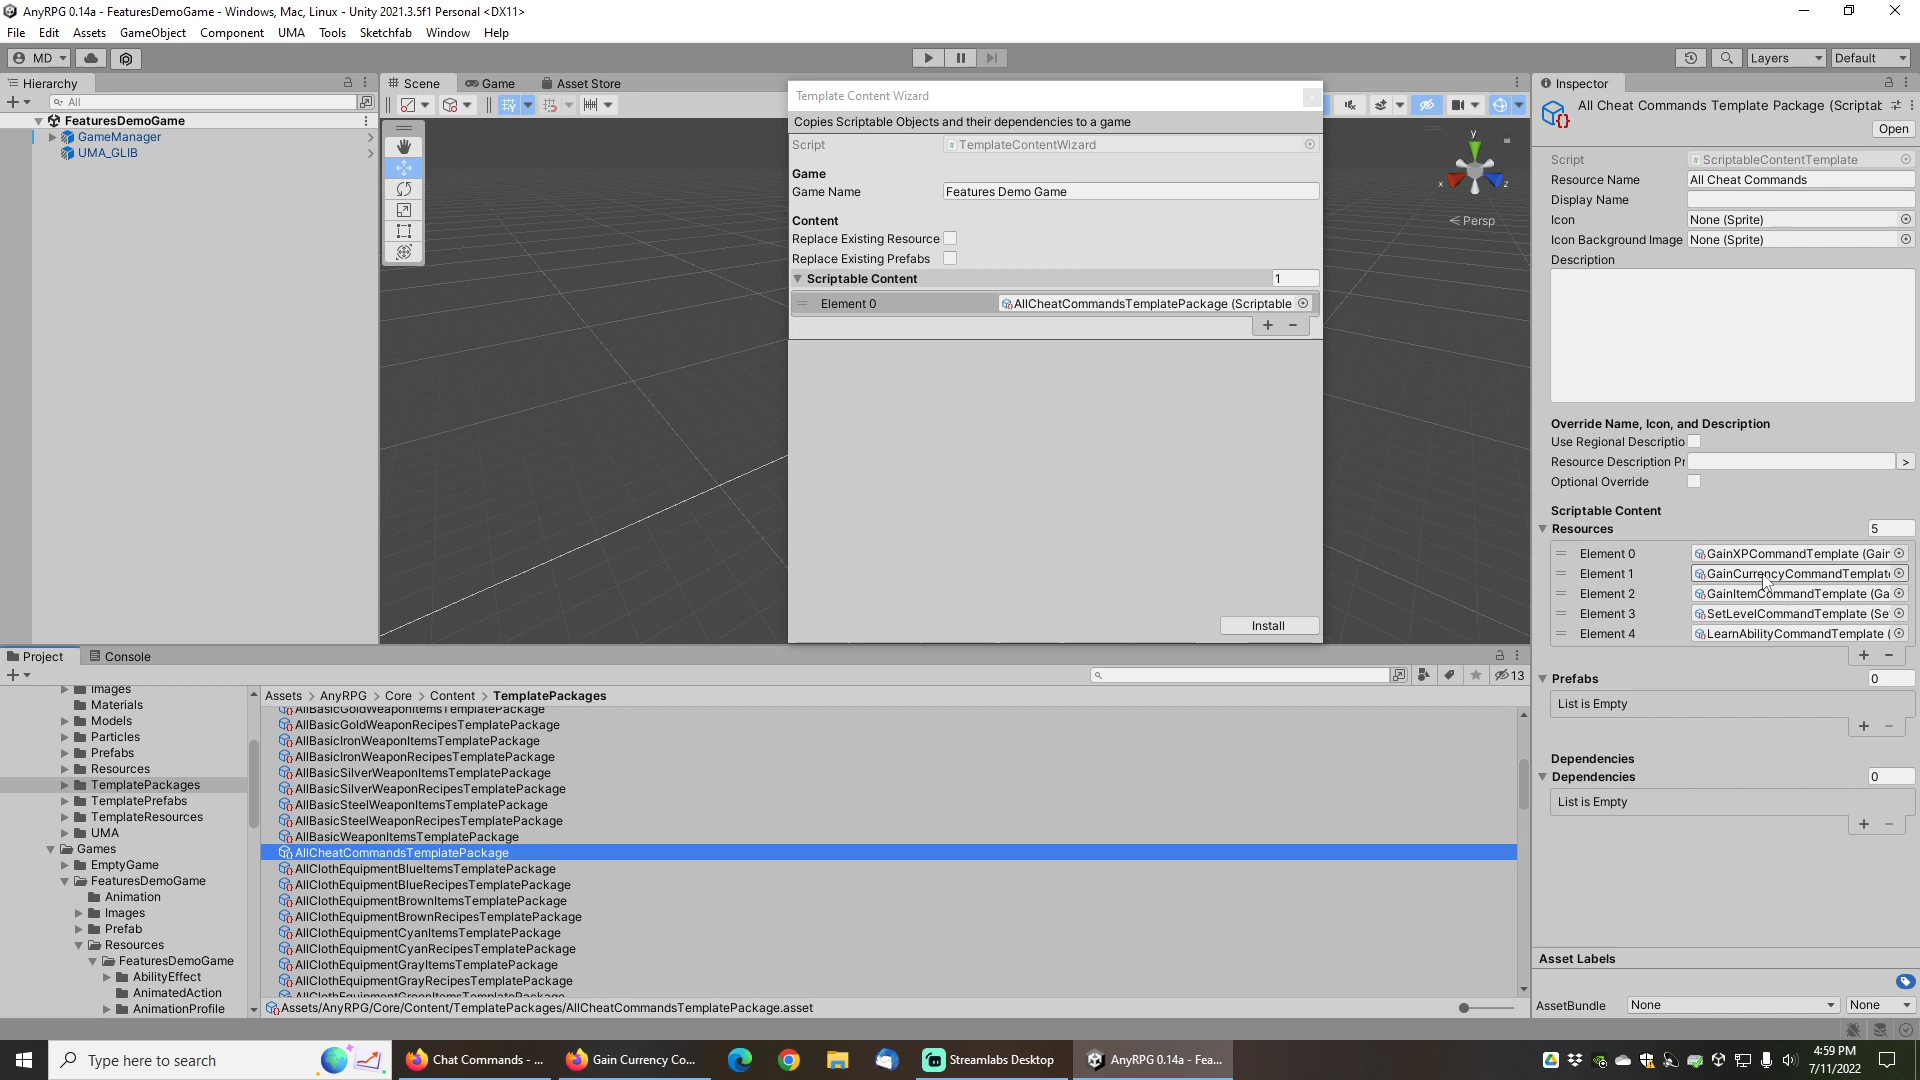 AnyRPG 0.14a - FeaturesDemoGame - Windows, Mac, Linux - Unity 2021.3.5f1 Personal <DX11>
File Edit Assets GameObject Component UMA Tools Sketchfab Window Help
MD Layers Default
Hierarchy
All
FeaturesDemoGame
GameManager
UMA_GLIB
Scene Game Asset Store
y
x z
Persp
Template Content Wizard
Copies Scriptable Objects and their dependencies to a game
Script TemplateContentWizard
Game
Game Name Features Demo Game
Content
Replace Existing Resource
Replace Existing Prefabs
Scriptable Content 1
Element 0 AllCheatCommandsTemplatePackage (Scriptable
+ −
Install
Inspector
All Cheat Commands Template Package (Scriptab
Open
Script ScriptableContentTemplate
Resource Name All Cheat Commands
Display Name
Icon None (Sprite)
Icon Background Image None (Sprite)
Description
Override Name, Icon, and Description
Use Regional Descriptio
Resource Description Pr >
Optional Override
Scriptable Content
Resources 5
Element 0 GainXPCommandTemplate (Gain
Element 1 GainCurrencyCommandTemplate
Element 2 GainItemCommandTemplate (Ga
Element 3 SetLevelCommandTemplate (Se
Element 4 LearnAbilityCommandTemplate (
+ −
Prefabs 0
List is Empty
+ −
Dependencies
Dependencies 0
List is Empty
+ −
Asset Labels
AssetBundle None None
Project Console
13
Images
Materials
Models
Particles
Prefabs
Resources
TemplatePackages
TemplatePrefabs
TemplateResources
UMA
Games
EmptyGame
FeaturesDemoGame
Animation
Images
Prefab
Resources
FeaturesDemoGame
AbilityEffect
AnimatedAction
AnimationProfile
Assets > AnyRPG > Core > Content > TemplatePackages
AllBasicGoldWeaponItemsTemplatePackage
AllBasicGoldWeaponRecipesTemplatePackage
AllBasicIronWeaponItemsTemplatePackage
AllBasicIronWeaponRecipesTemplatePackage
AllBasicSilverWeaponItemsTemplatePackage
AllBasicSilverWeaponRecipesTemplatePackage
AllBasicSteelWeaponItemsTemplatePackage
AllBasicSteelWeaponRecipesTemplatePackage
AllBasicWeaponItemsTemplatePackage
AllCheatCommandsTemplatePackage
AllClothEquipmentBlueItemsTemplatePackage
AllClothEquipmentBlueRecipesTemplatePackage
AllClothEquipmentBrownItemsTemplatePackage
AllClothEquipmentBrownRecipesTemplatePackage
AllClothEquipmentCyanItemsTemplatePackage
AllClothEquipmentCyanRecipesTemplatePackage
AllClothEquipmentGrayItemsTemplatePackage
AllClothEquipmentGrayRecipesTemplatePackage
AllClothEquipmentGreenItemsTemplatePackage
Assets/AnyRPG/Core/Content/TemplatePackages/AllCheatCommandsTemplatePackage.asset
Type here to search
Chat Commands - ...
Gain Currency Co...
Streamlabs Desktop
AnyRPG 0.14a - Fea...
4:59 PM
7/11/2022